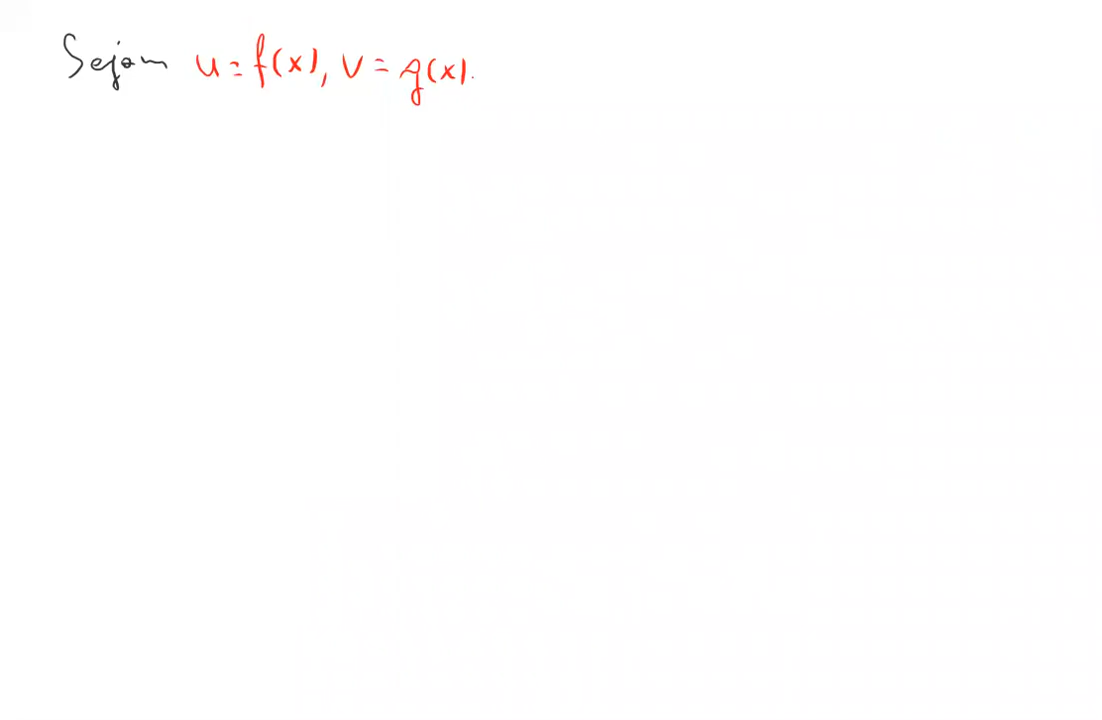 Sejam u = f(x), v = g(x).